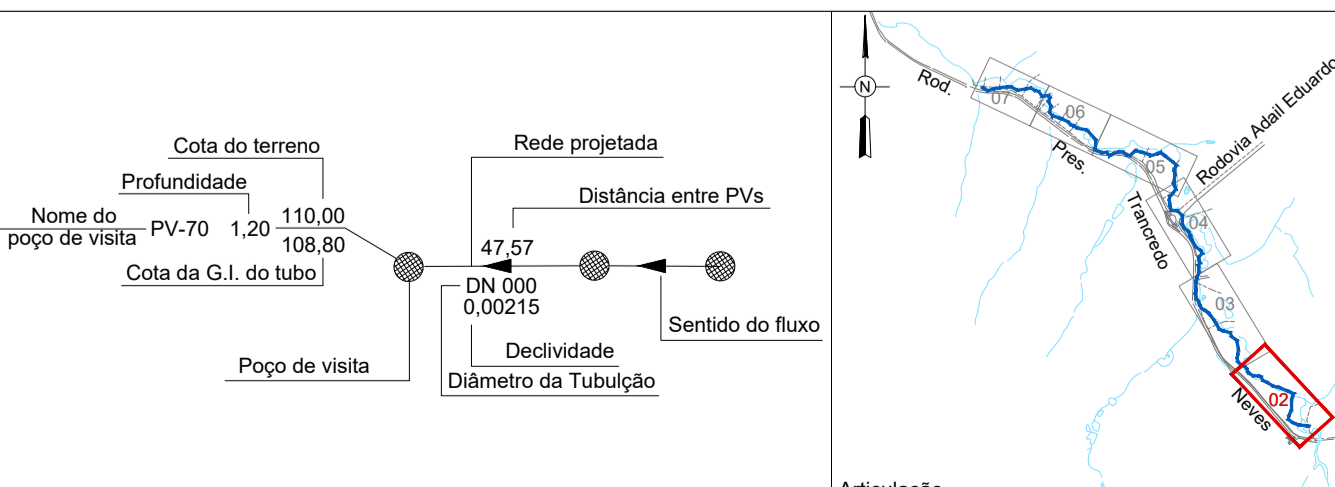 Cota do terreno
Profundidade
Nome do
poço de visita
PV-70
1,20
110,00
108,80
Cota da G.I. do tubo
Poço de visita
Rede projetada
Distância entre PVs
47,57
DN 000
0,00215
Declividade
Diâmetro da Tubulção
Sentido do fluxo
N
Rod.
07
06
Pres.
05
Rodovia Adail Eduardo
Trancredo
04
03
02
Neves